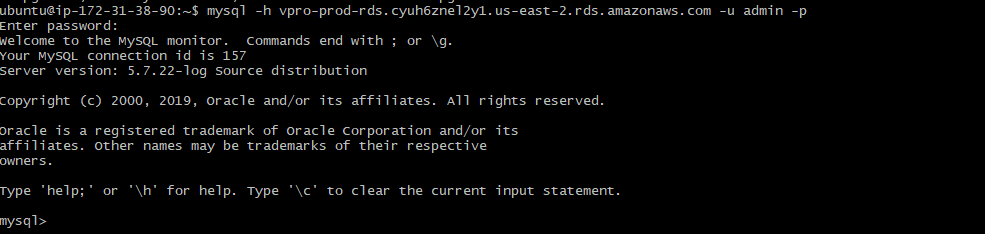 ubuntu@ip-172-31-38-90:~$ mysql -h vpro-prod-rds.cyuh6znel2y1.us-east-2.rds.amazonaws.com -u admin -p
Enter password:
Welcome to the MySQL monitor.  Commands end with ; or \g.
Your MySQL connection id is 157
Server version: 5.7.22-log Source distribution
Copyright (c) 2000, 2019, Oracle and/or its affiliates. All rights reserved.
Oracle is a registered trademark of Oracle Corporation and/or its
affiliates. Other names may be trademarks of their respective
owners.
Type 'help;' or '\h' for help. Type '\c' to clear the current input statement.
mysql>